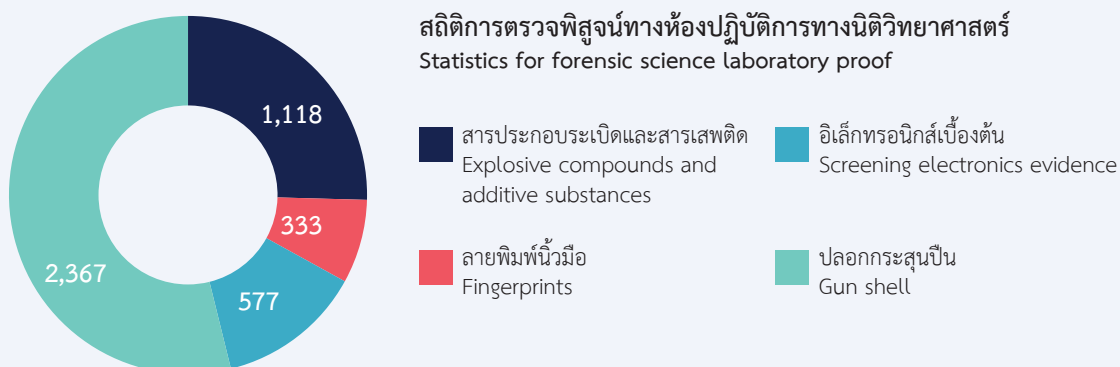 สถิติการตรวจพิสูจน์ทางห้องปฏิบัติการทางนิติวิทยาศาสตร์
Statistics for forensic science laboratory proof
1,118
333
577
2,367
สารประกอบระเบิดและสารเสพติด
Explosive compounds and
additive substances
อิเล็กทรอนิกส์เบื้องต้น
Screening electronics evidence
ลายพิมพ์นิ้วมือ
Fingerprints
ปลอกกระสุนปืน
Gun shell